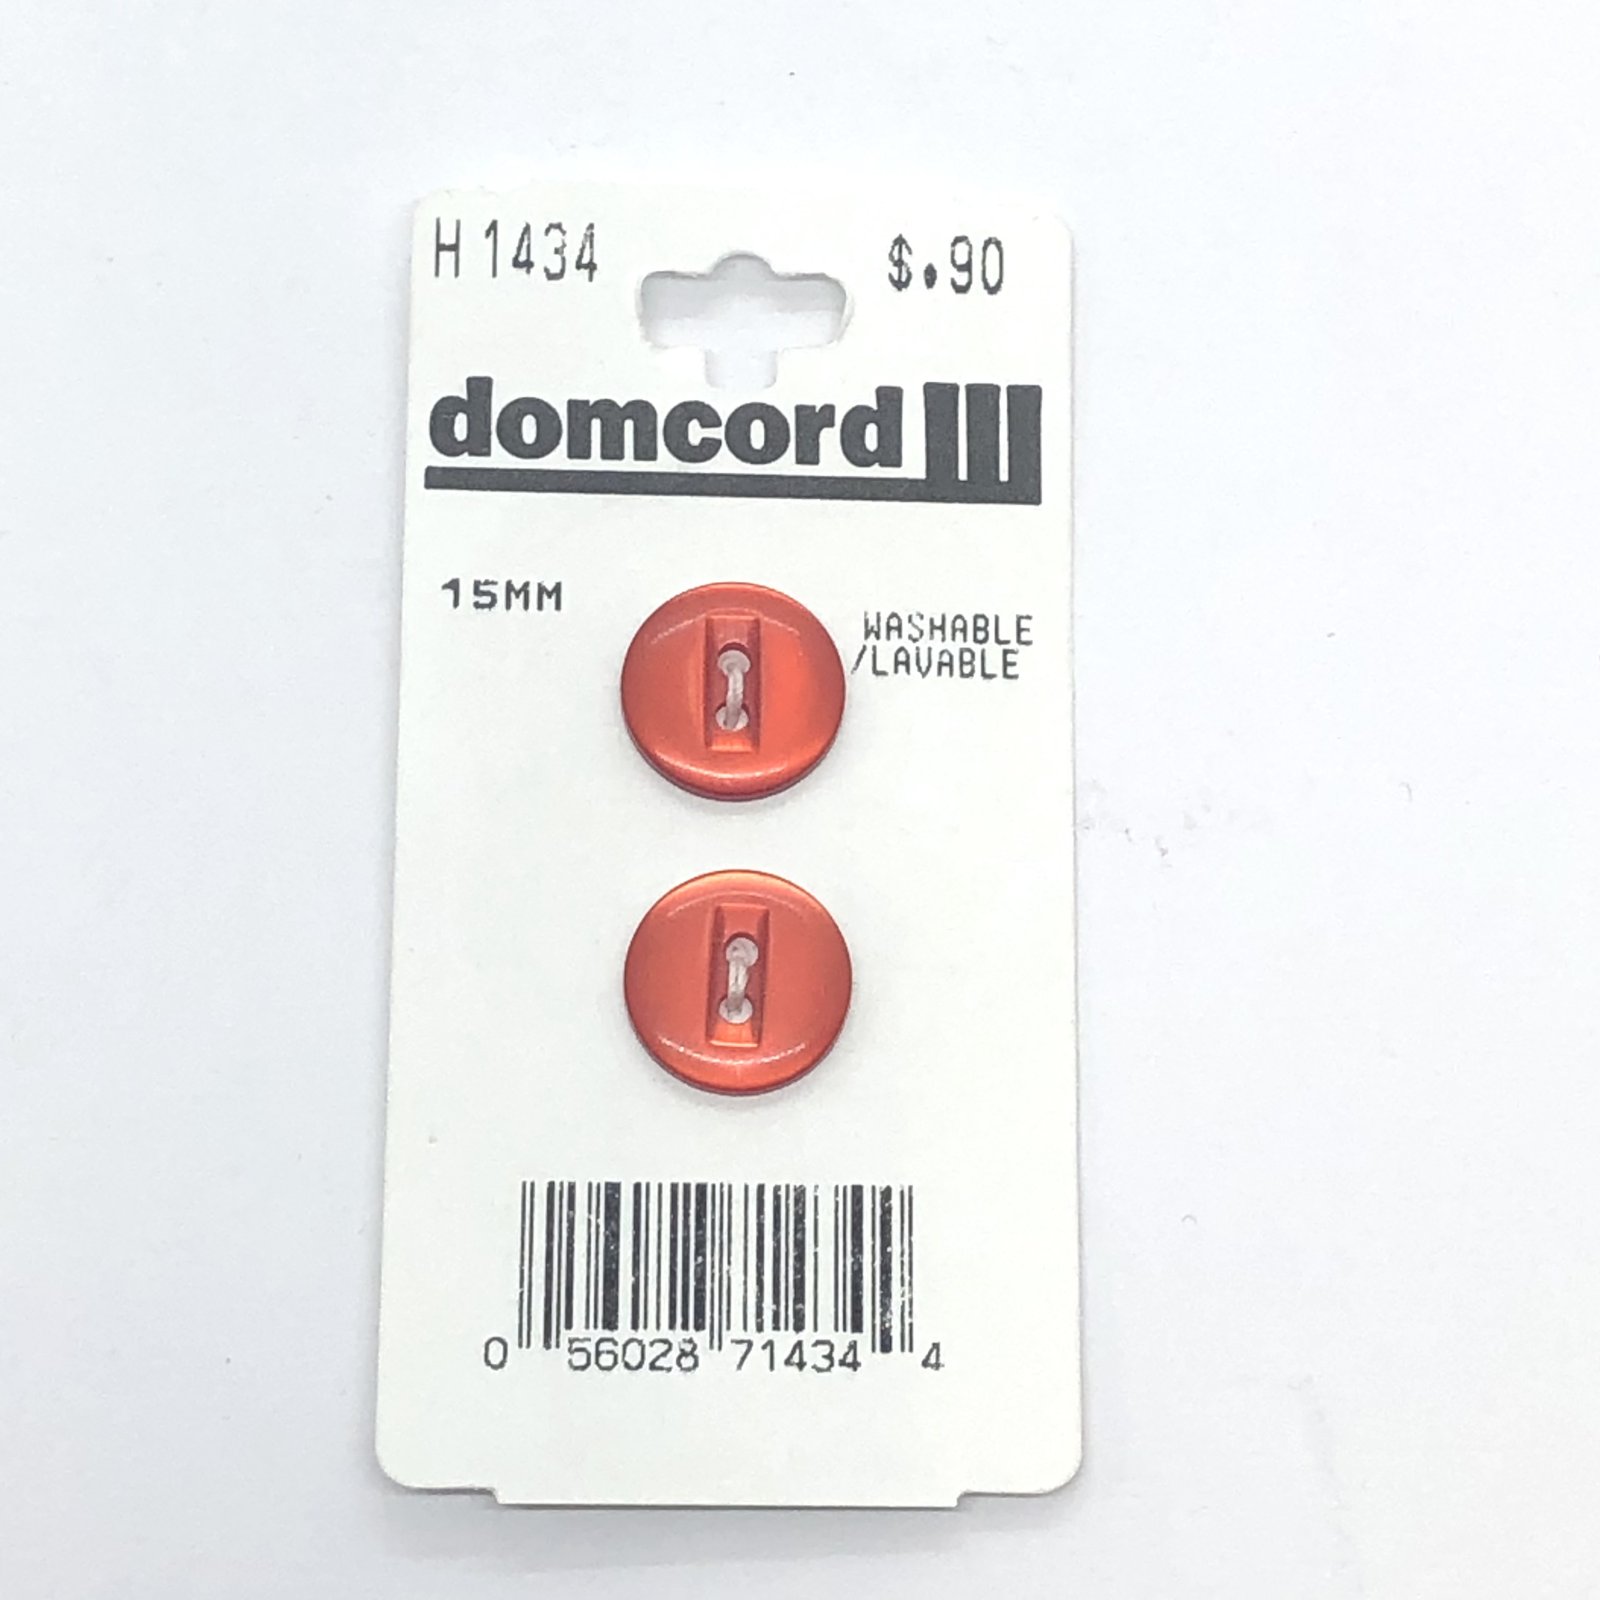 H 1434 $.90
domcord
15MM
WASHABLE
/LAVABLE
0 56028 71434 4